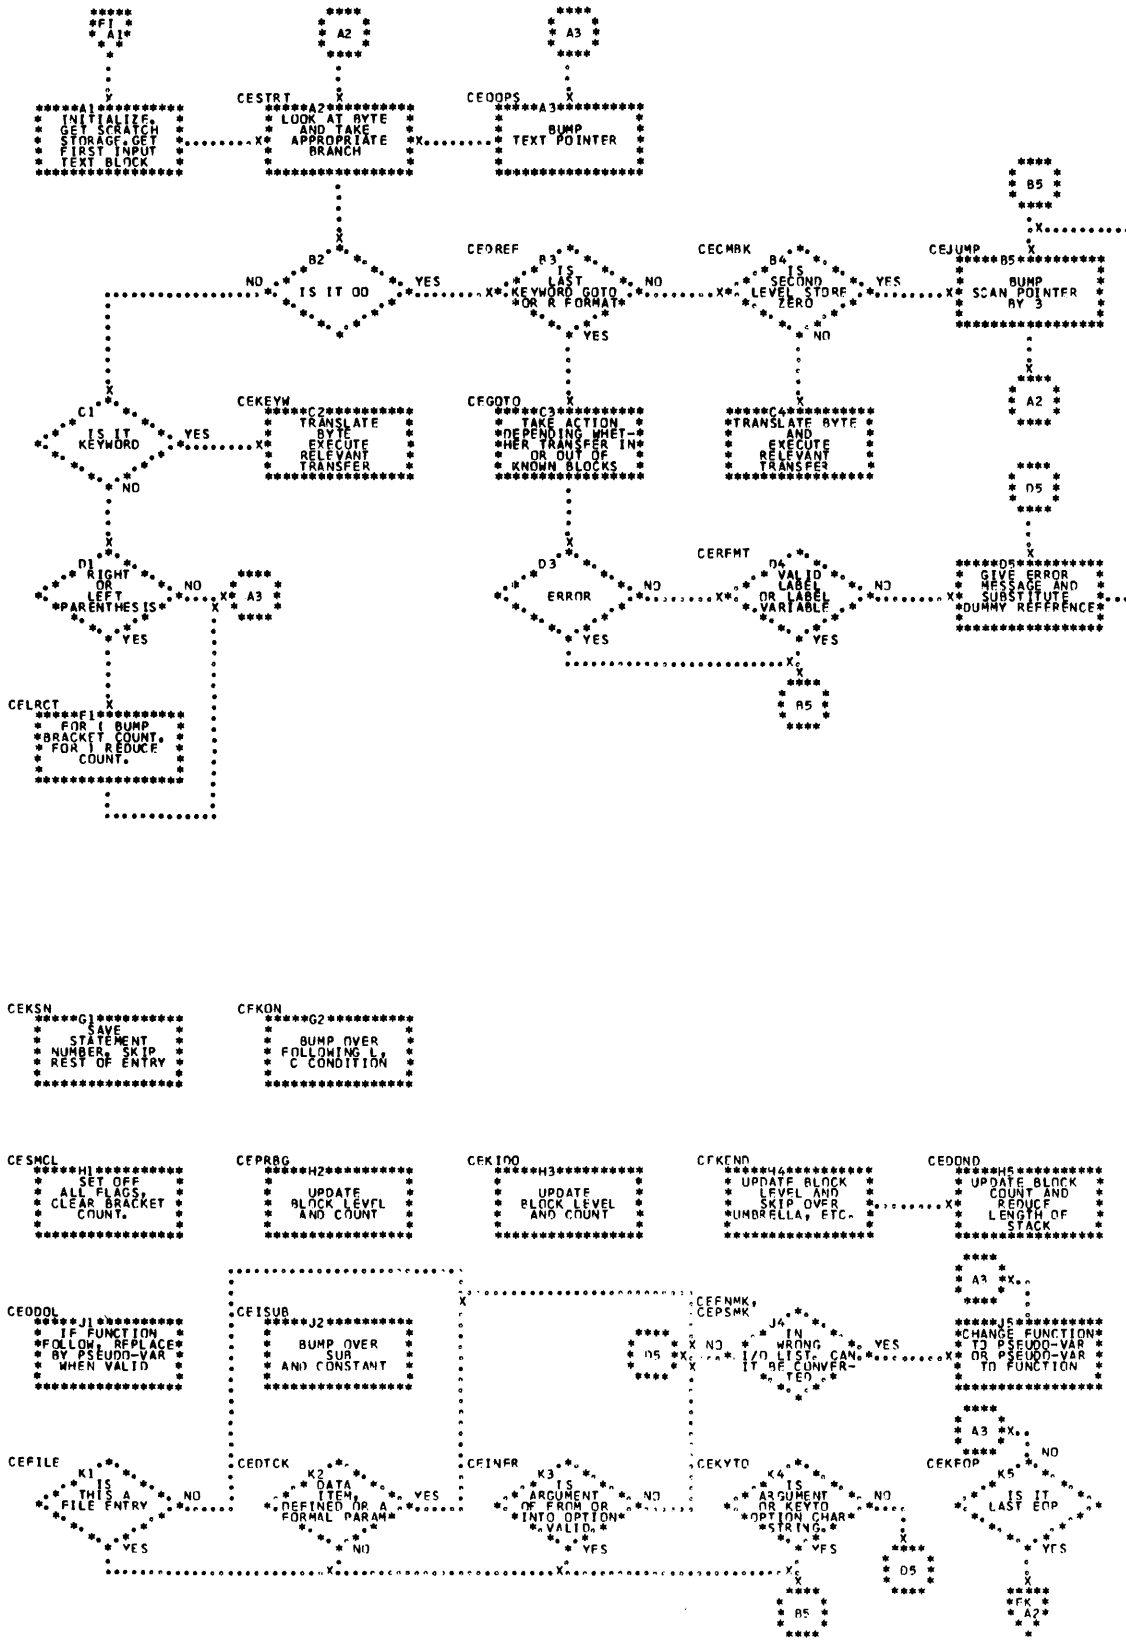 FI
A1
A2
A3
CESTRT
CEOOPS
A1
INITIALIZE.
GET SCRATCH
STORAGE.GET
FIRST INPUT
TEXT BLOCK
A2
LOOK AT BYTE
AND TAKE
APPROPRIATE
BRANCH
A3
BUMP
TEXT POINTER
B5
CEDREF
CECMBK
CEJUMP
B2
IS IT OD
NO
YES
B3
IS
LAST
KEYWORD GOTO
OR R FORMAT
NO
YES
B4
IS
SECOND
LEVEL STORE
ZERO
YES
NO
B5
BUMP
SCAN POINTER
BY 3
A2
CEKEYW
CEGOTO
C1
IS IT
KEYWORD
YES
NO
C2
TRANSLATE
BYTE
EXECUTE
RELEVANT
TRANSFER
C3
TAKE ACTION
DEPENDING WHET-
HER TRANSFER IN
OR OUT OF
KNOWN BLOCKS
C4
TRANSLATE BYTE
AND
EXECUTE
RELEVANT
TRANSFER
D5
CERFMT
D1
RIGHT
OR
LEFT
PARENTHESIS
NO
YES
A3
D3
ERROR
NO
YES
D4
VALID
LABEL
OR LABEL
VARIABLE
NO
YES
D5
GIVE ERROR
MESSAGE AND
SUBSTITUTE
DUMMY REFERENCE
B5
CELRCT
E1
FOR ( BUMP
BRACKET COUNT.
FOR ) REDUCE
COUNT.
CEKSN
CEKON
G1
SAVE
STATEMENT
NUMBER, SKIP
REST OF ENTRY
G2
BUMP OVER
FOLLOWING L,
C CONDITION
CESMCL
CEPRBG
CEKIDO
CEKEND
CEDOND
H1
SET OFF
ALL FLAGS,
CLEAR BRACKET
COUNT.
H2
UPDATE
BLOCK LEVEL
AND COUNT
H3
UPDATE
BLOCK LEVEL
AND COUNT
H4
UPDATE BLOCK
LEVEL AND
SKIP OVER
UMBRELLA, ETC.
H5
UPDATE BLOCK
COUNT AND
REDUCE
LENGTH OF
STACK
A3
CEODOL
CEISUB
CEFNMK,
CEPSMK
J1
IF FUNCTION
FOLLOW, REPLACE
BY PSEUDO-VAR
WHEN VALID
J2
BUMP OVER
SUB
AND CONSTANT
D5
NO
J4
IN
WRONG
I/O LIST. CAN
IT BE CONVER-
TED
YES
J5
CHANGE FUNCTION
TO PSEUDO-VAR
OR PSEUDO-VAR
TO FUNCTION
A3
CEFILE
CEDTCK
CEINFR
CEKYTO
CEKEOP
K1
IS
THIS A
FILE ENTRY
NO
YES
K2
DATA
ITEM,
DEFINED OR A
FORMAL PARAM
YES
NO
K3
IS
ARGUMENT
OF FROM OR
INTO OPTION
VALID.
NO
YES
K4
IS
ARGUMENT
OR KEYTO
OPTION CHAR
STRING.
NO
YES
K5
IS IT
LAST EOP
NO
YES
D5
B5
FK
A2